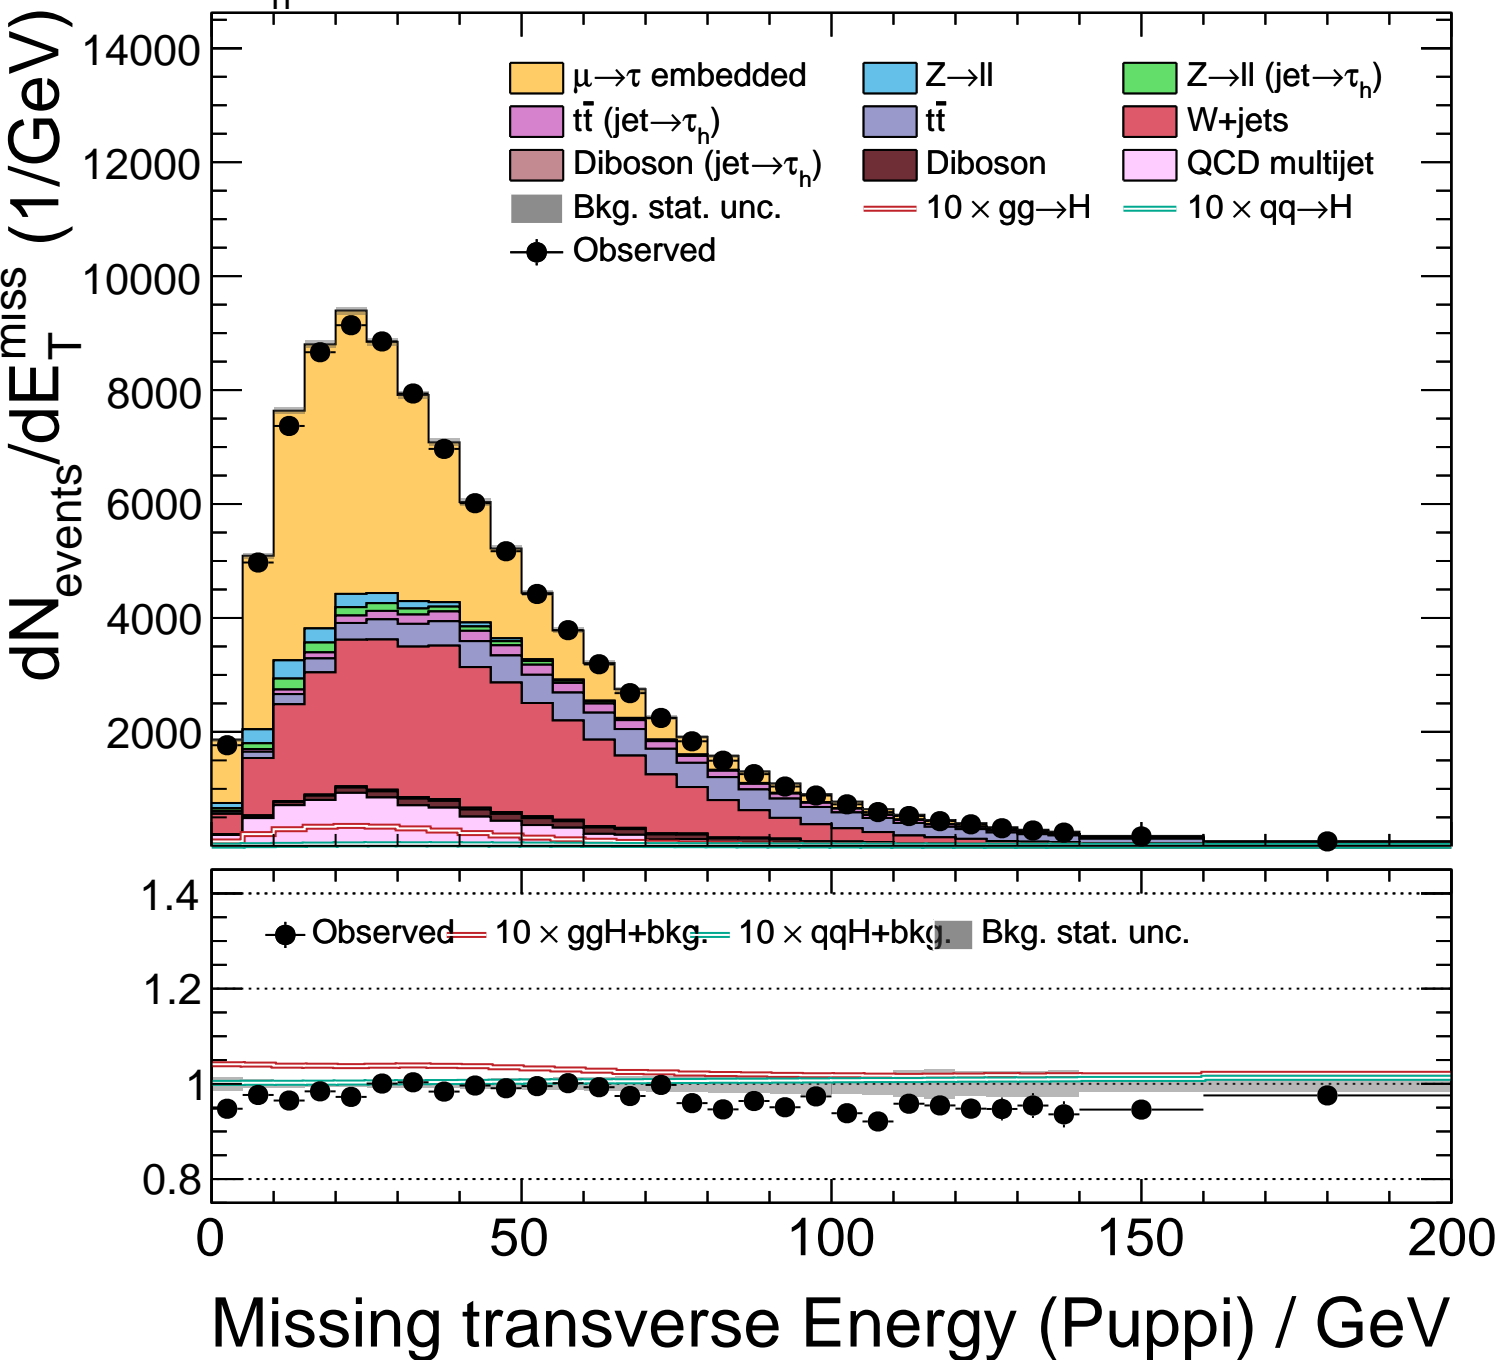 14000
12000
10000
8000
6000
4000
2000
dN_events/dE_T^miss (1/GeV)
μ→τ embedded Z→ll Z→ll (jet→τ_h)
tt̄ (jet→τ_h) tt̄ W+jets
Diboson (jet→τ_h) Diboson QCD multijet
Bkg. stat. unc. 10 × gg→H 10 × qq→H
Observed
1.4
1.2
1
0.8
Observed 10 × ggH+bkg. 10 × qqH+bkg. Bkg. stat. unc.
0 50 100 150 200
Missing transverse Energy (Puppi) / GeV